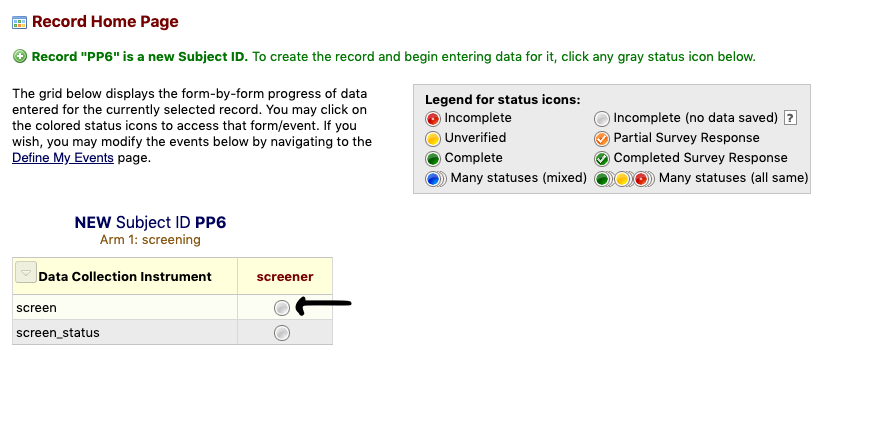 Record Home Page
Record "PP6" is a new Subject ID. To create the record and begin entering data for it, click any gray status icon below.
The grid below displays the form-by-form progress of data
entered for the currently selected record. You may click on
the colored status icons to access that form/event. If you
wish, you may modify the events below by navigating to the
Define My Events page.
Legend for status icons:
Incomplete
Incomplete (no data saved) ?
Unverified
Partial Survey Response
Complete
Completed Survey Response
Many statuses (mixed)
Many statuses (all same)
NEW Subject ID PP6
Arm 1: screening
Data Collection Instrument
screener
screen
screen_status